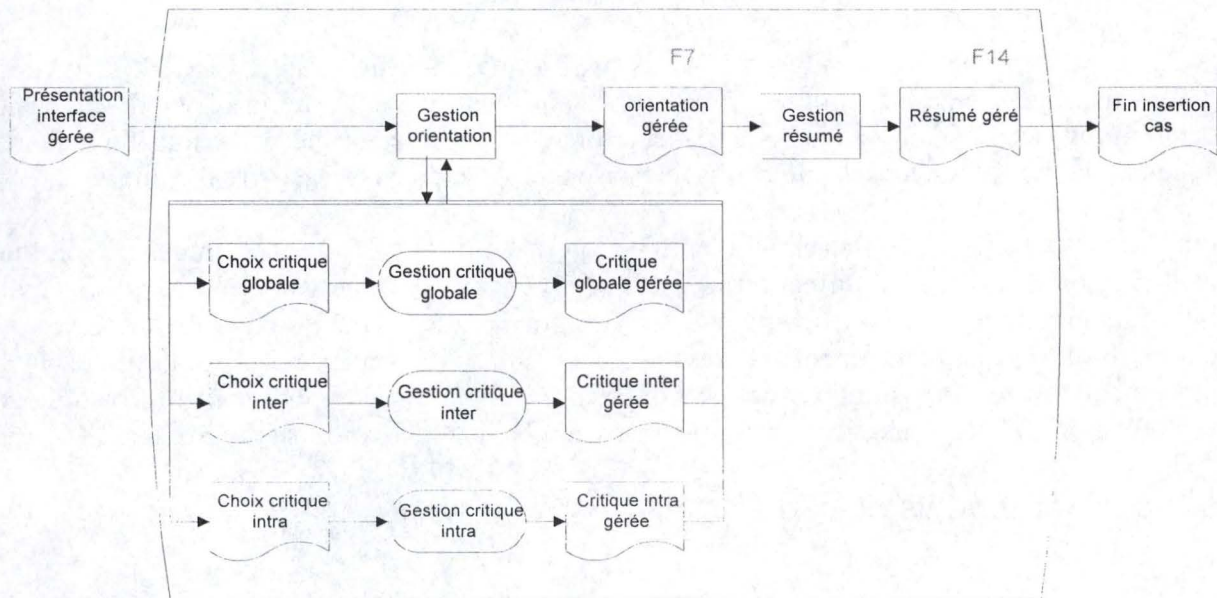 F7
F14
Présentation
interface
gérée
Gestion
orientation
orientation
gérée
Gestion
résumé
Résumé géré
Fin insertion
cas
Choix critique
globale
Gestion critique
globale
Critique
globale gérée
Choix critique
inter
Gestion critique
inter
Critique inter
gérée
Choix critique
intra
Gestion critique
intra
Critique intra
gérée